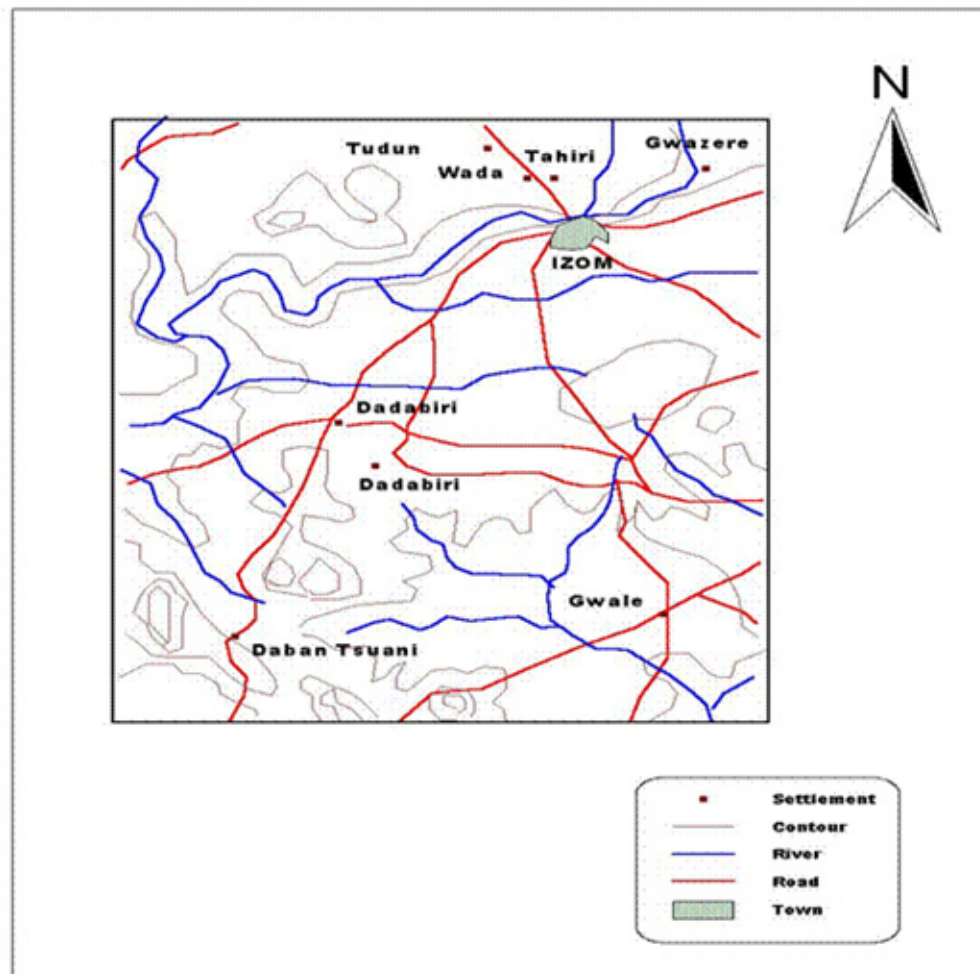 N
Tudun
Wada
Tahiri
Gwazere
IZOM
Dadabiri
Dadabiri
Gwale
Daban Tsuani
Settlement
Contour
River
Road
Town